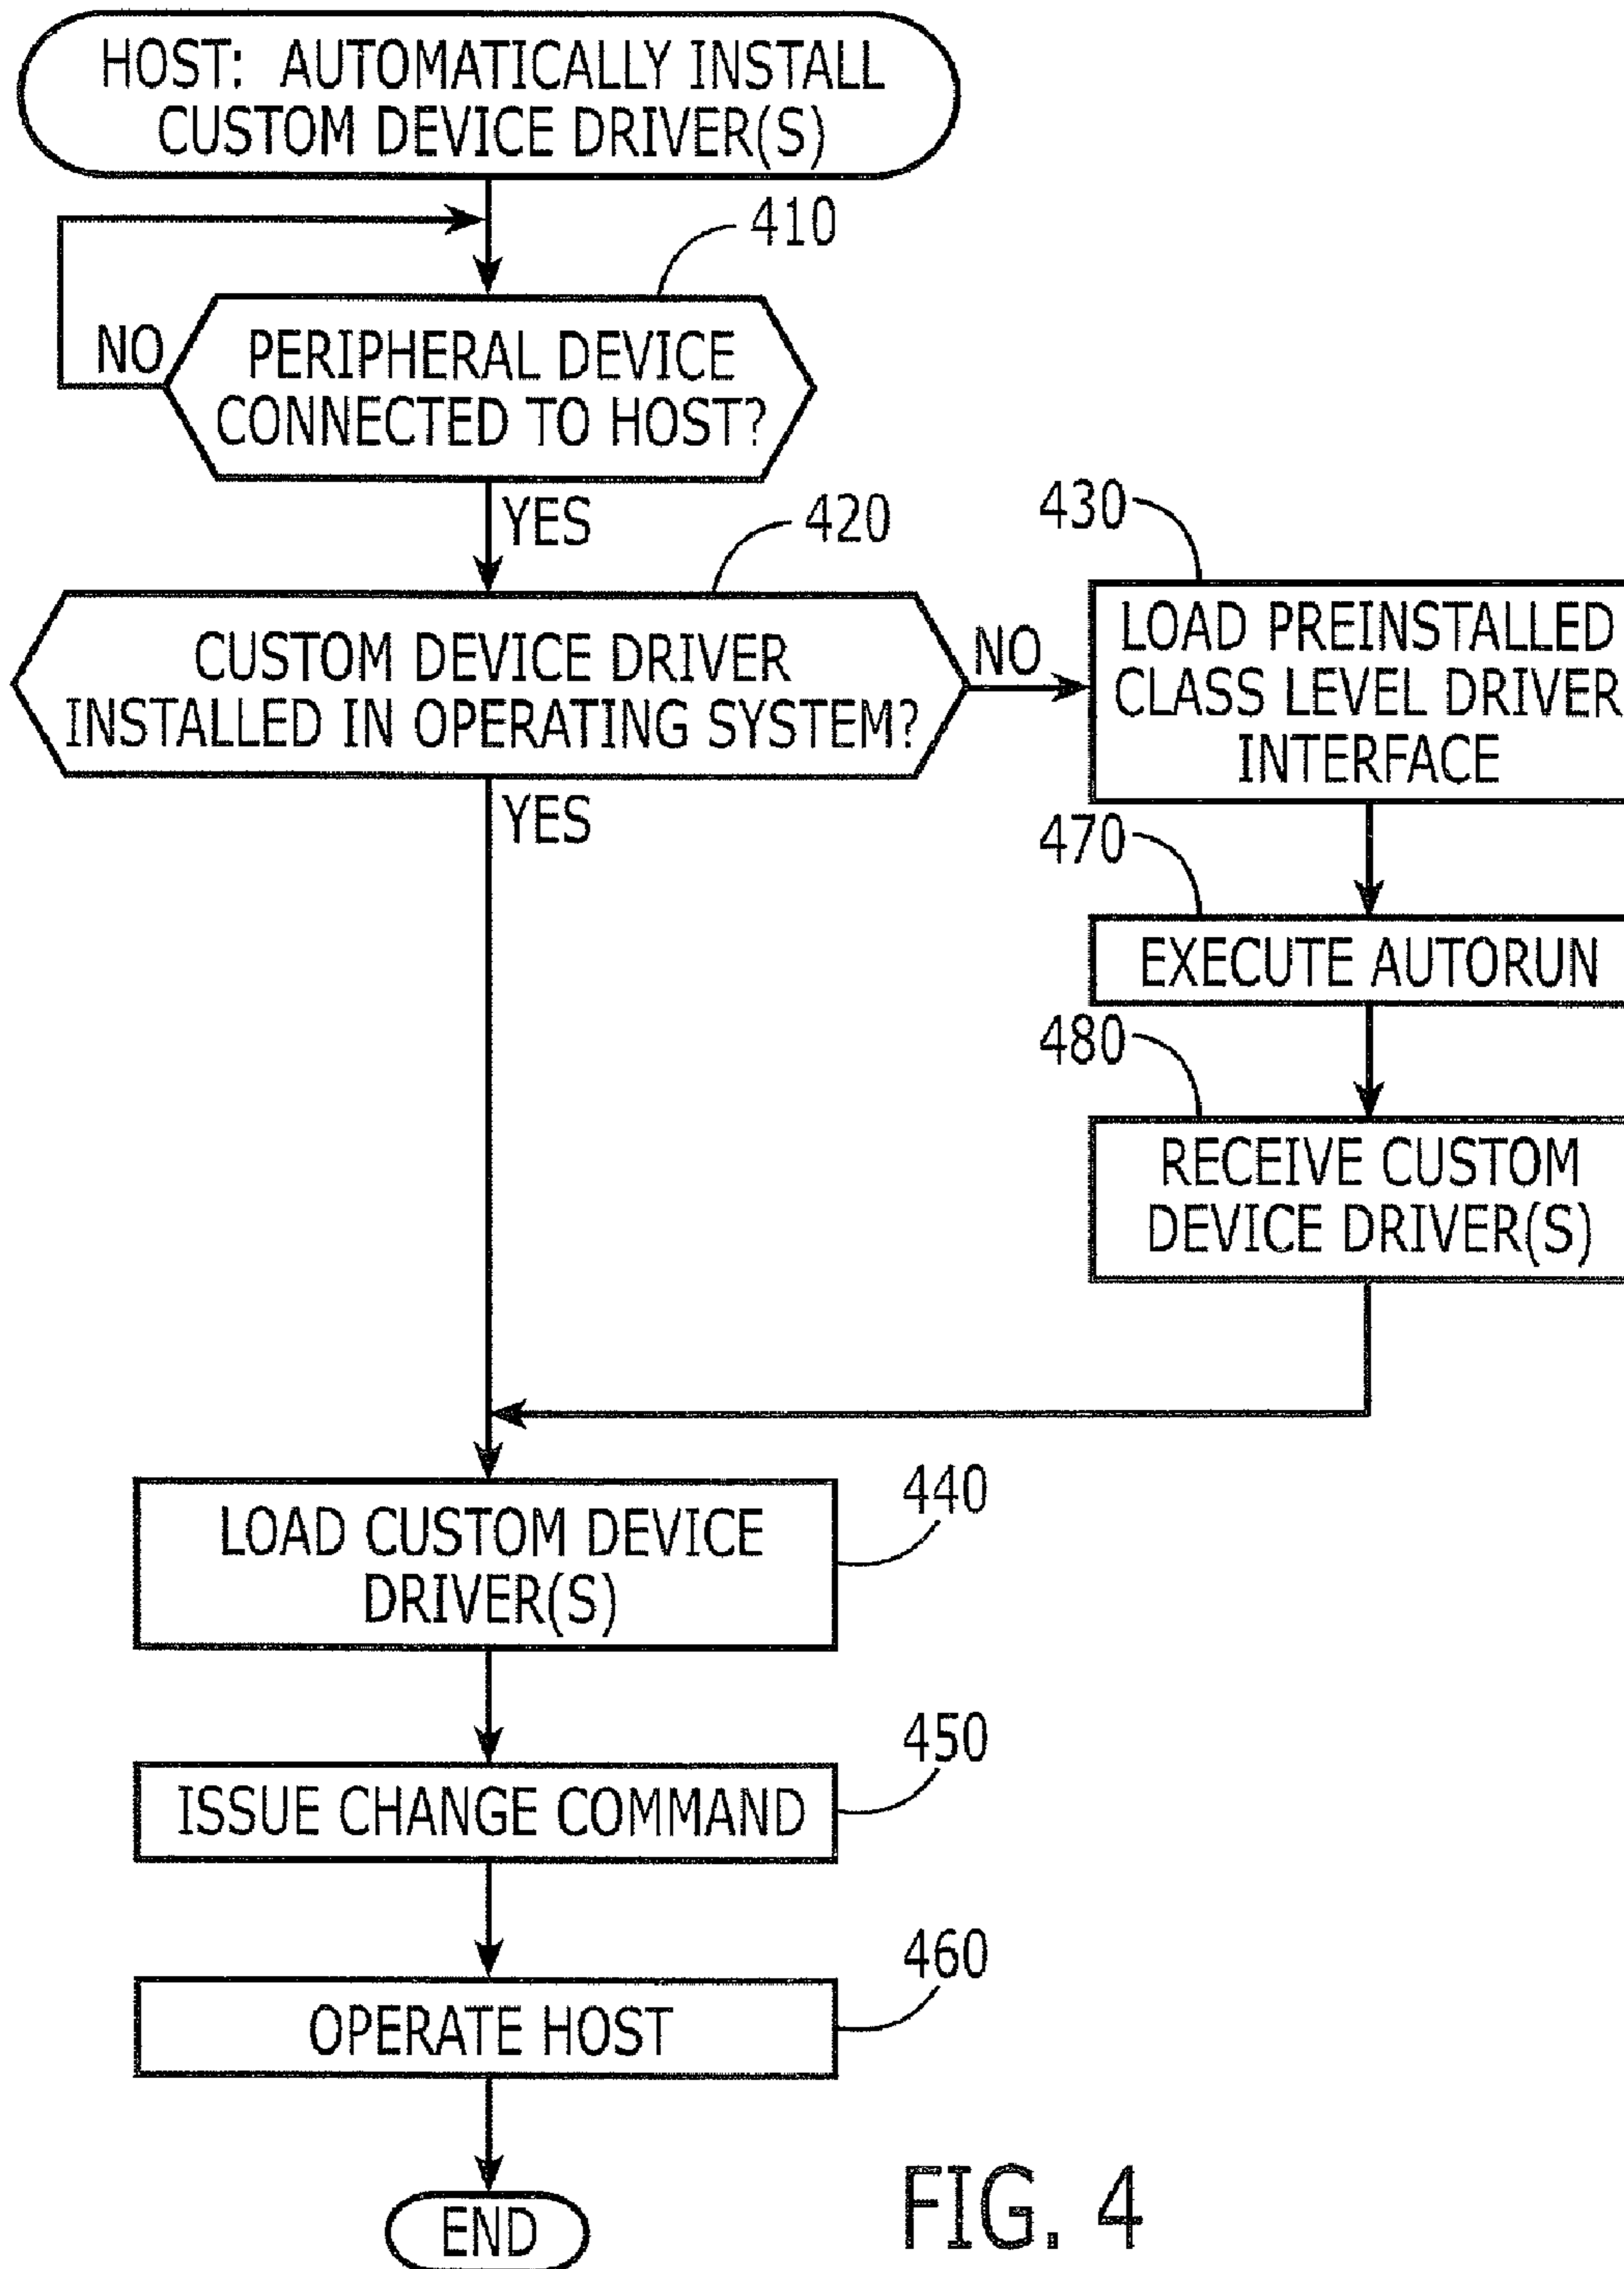 HOST: AUTOMATICALLY INSTALL
CUSTOM DEVICE DRIVER(S)
410
NO
PERIPHERAL DEVICE
CONNECTED TO HOST?
YES
420
430
CUSTOM DEVICE DRIVER
INSTALLED IN OPERATING SYSTEM?
NO
LOAD PREINSTALLED
CLASS LEVEL DRIVER
INTERFACE
YES
470
EXECUTE AUTORUN
480
RECEIVE CUSTOM
DEVICE DRIVER(S)
440
LOAD CUSTOM DEVICE
DRIVER(S)
450
ISSUE CHANGE COMMAND
460
OPERATE HOST
END
FIG. 4